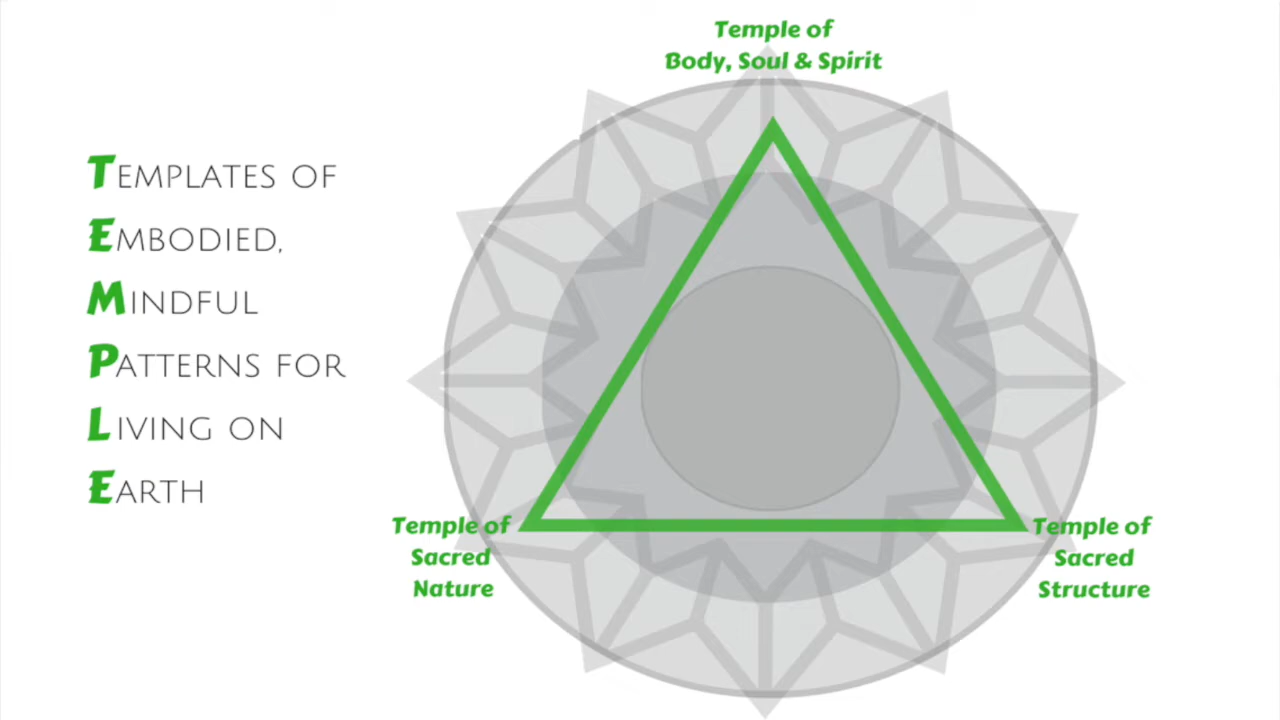 TEMPLATES OF
EMBODIED,
MINDFUL
PATTERNS FOR
LIVING ON
EARTH
Temple of
Body, Soul & Spirit
Temple of
Sacred
Nature
Temple of
Sacred
Structure